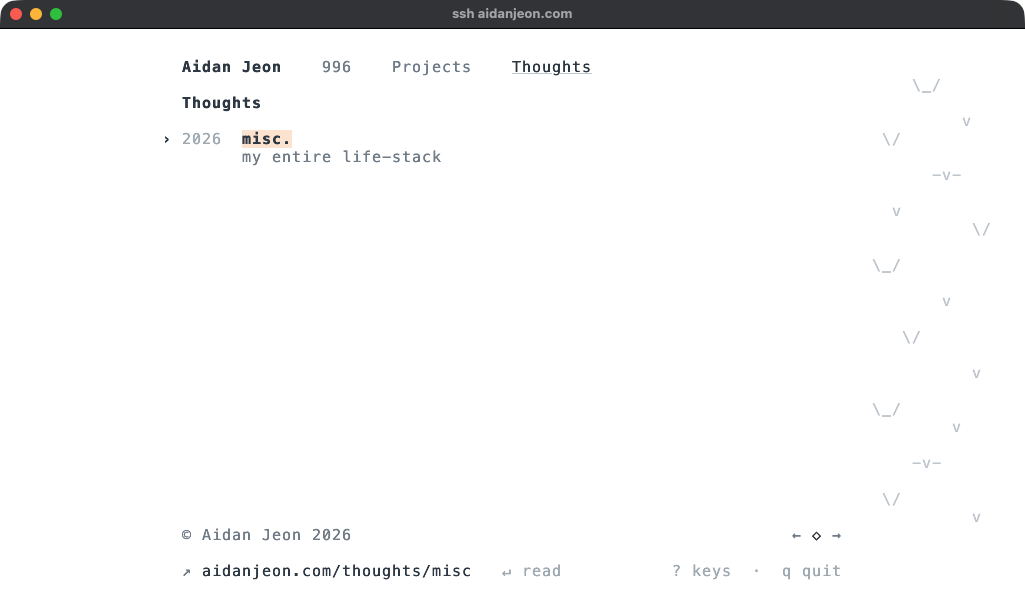 ssh aidanjeon.com
Aidan Jeon 996 Projects Thoughts
Thoughts
› 2026 misc.
my entire life-stack
© Aidan Jeon 2026 ← ◇ →
↗ aidanjeon.com/thoughts/misc ↵ read ? keys · q quit